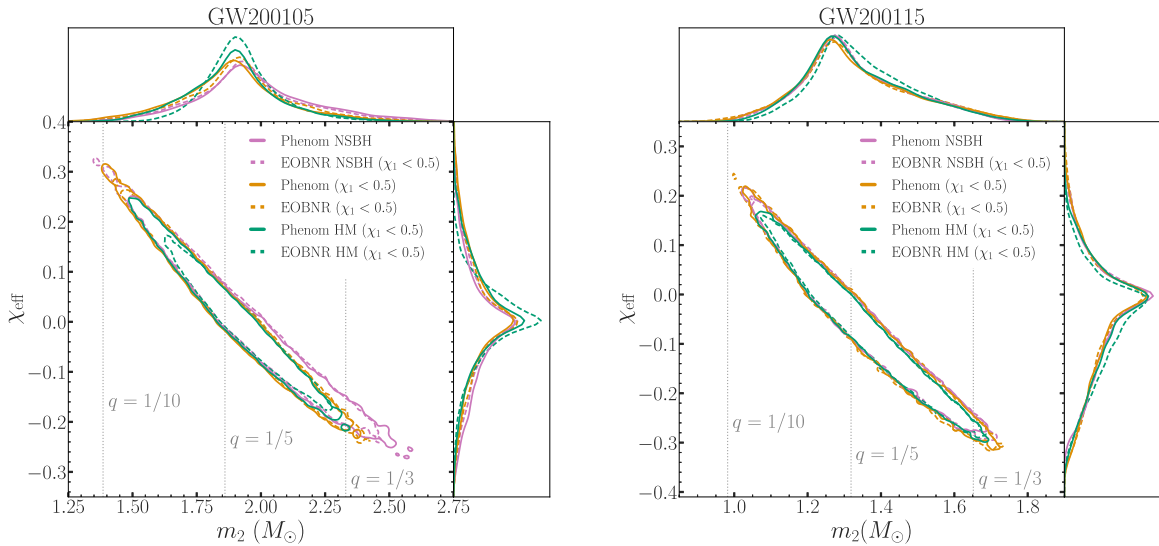 GW200105
0.4
0.3
0.2
0.1
0.0
−0.1
−0.2
−0.3
χeff
Phenom NSBH
EOBNR NSBH (χ₁ < 0.5)
Phenom (χ₁ < 0.5)
EOBNR (χ₁ < 0.5)
Phenom HM (χ₁ < 0.5)
EOBNR HM (χ₁ < 0.5)
q = 1/10
q = 1/5
q = 1/3
1.25 1.50 1.75 2.00 2.25 2.50 2.75
m₂ (M⊙)
GW200115
0.4
0.3
0.2
0.1
0.0
−0.1
−0.2
−0.3
−0.4
χeff
Phenom NSBH
EOBNR NSBH (χ₁ < 0.5)
Phenom (χ₁ < 0.5)
EOBNR (χ₁ < 0.5)
Phenom HM (χ₁ < 0.5)
EOBNR HM (χ₁ < 0.5)
q = 1/10
q = 1/5
q = 1/3
1.0 1.2 1.4 1.6 1.8
m₂(M⊙)